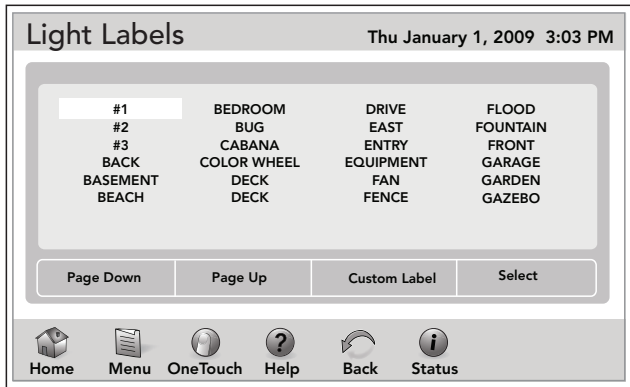 Light Labels Thu January 1, 2009 3:03 PM
#1 BEDROOM DRIVE FLOOD
#2 BUG EAST FOUNTAIN
#3 CABANA ENTRY FRONT
BACK COLOR WHEEL EQUIPMENT GARAGE
BASEMENT DECK FAN GARDEN
BEACH DECK FENCE GAZEBO
Page Down Page Up Custom Label Select
? i
Home Menu OneTouch Help Back Status